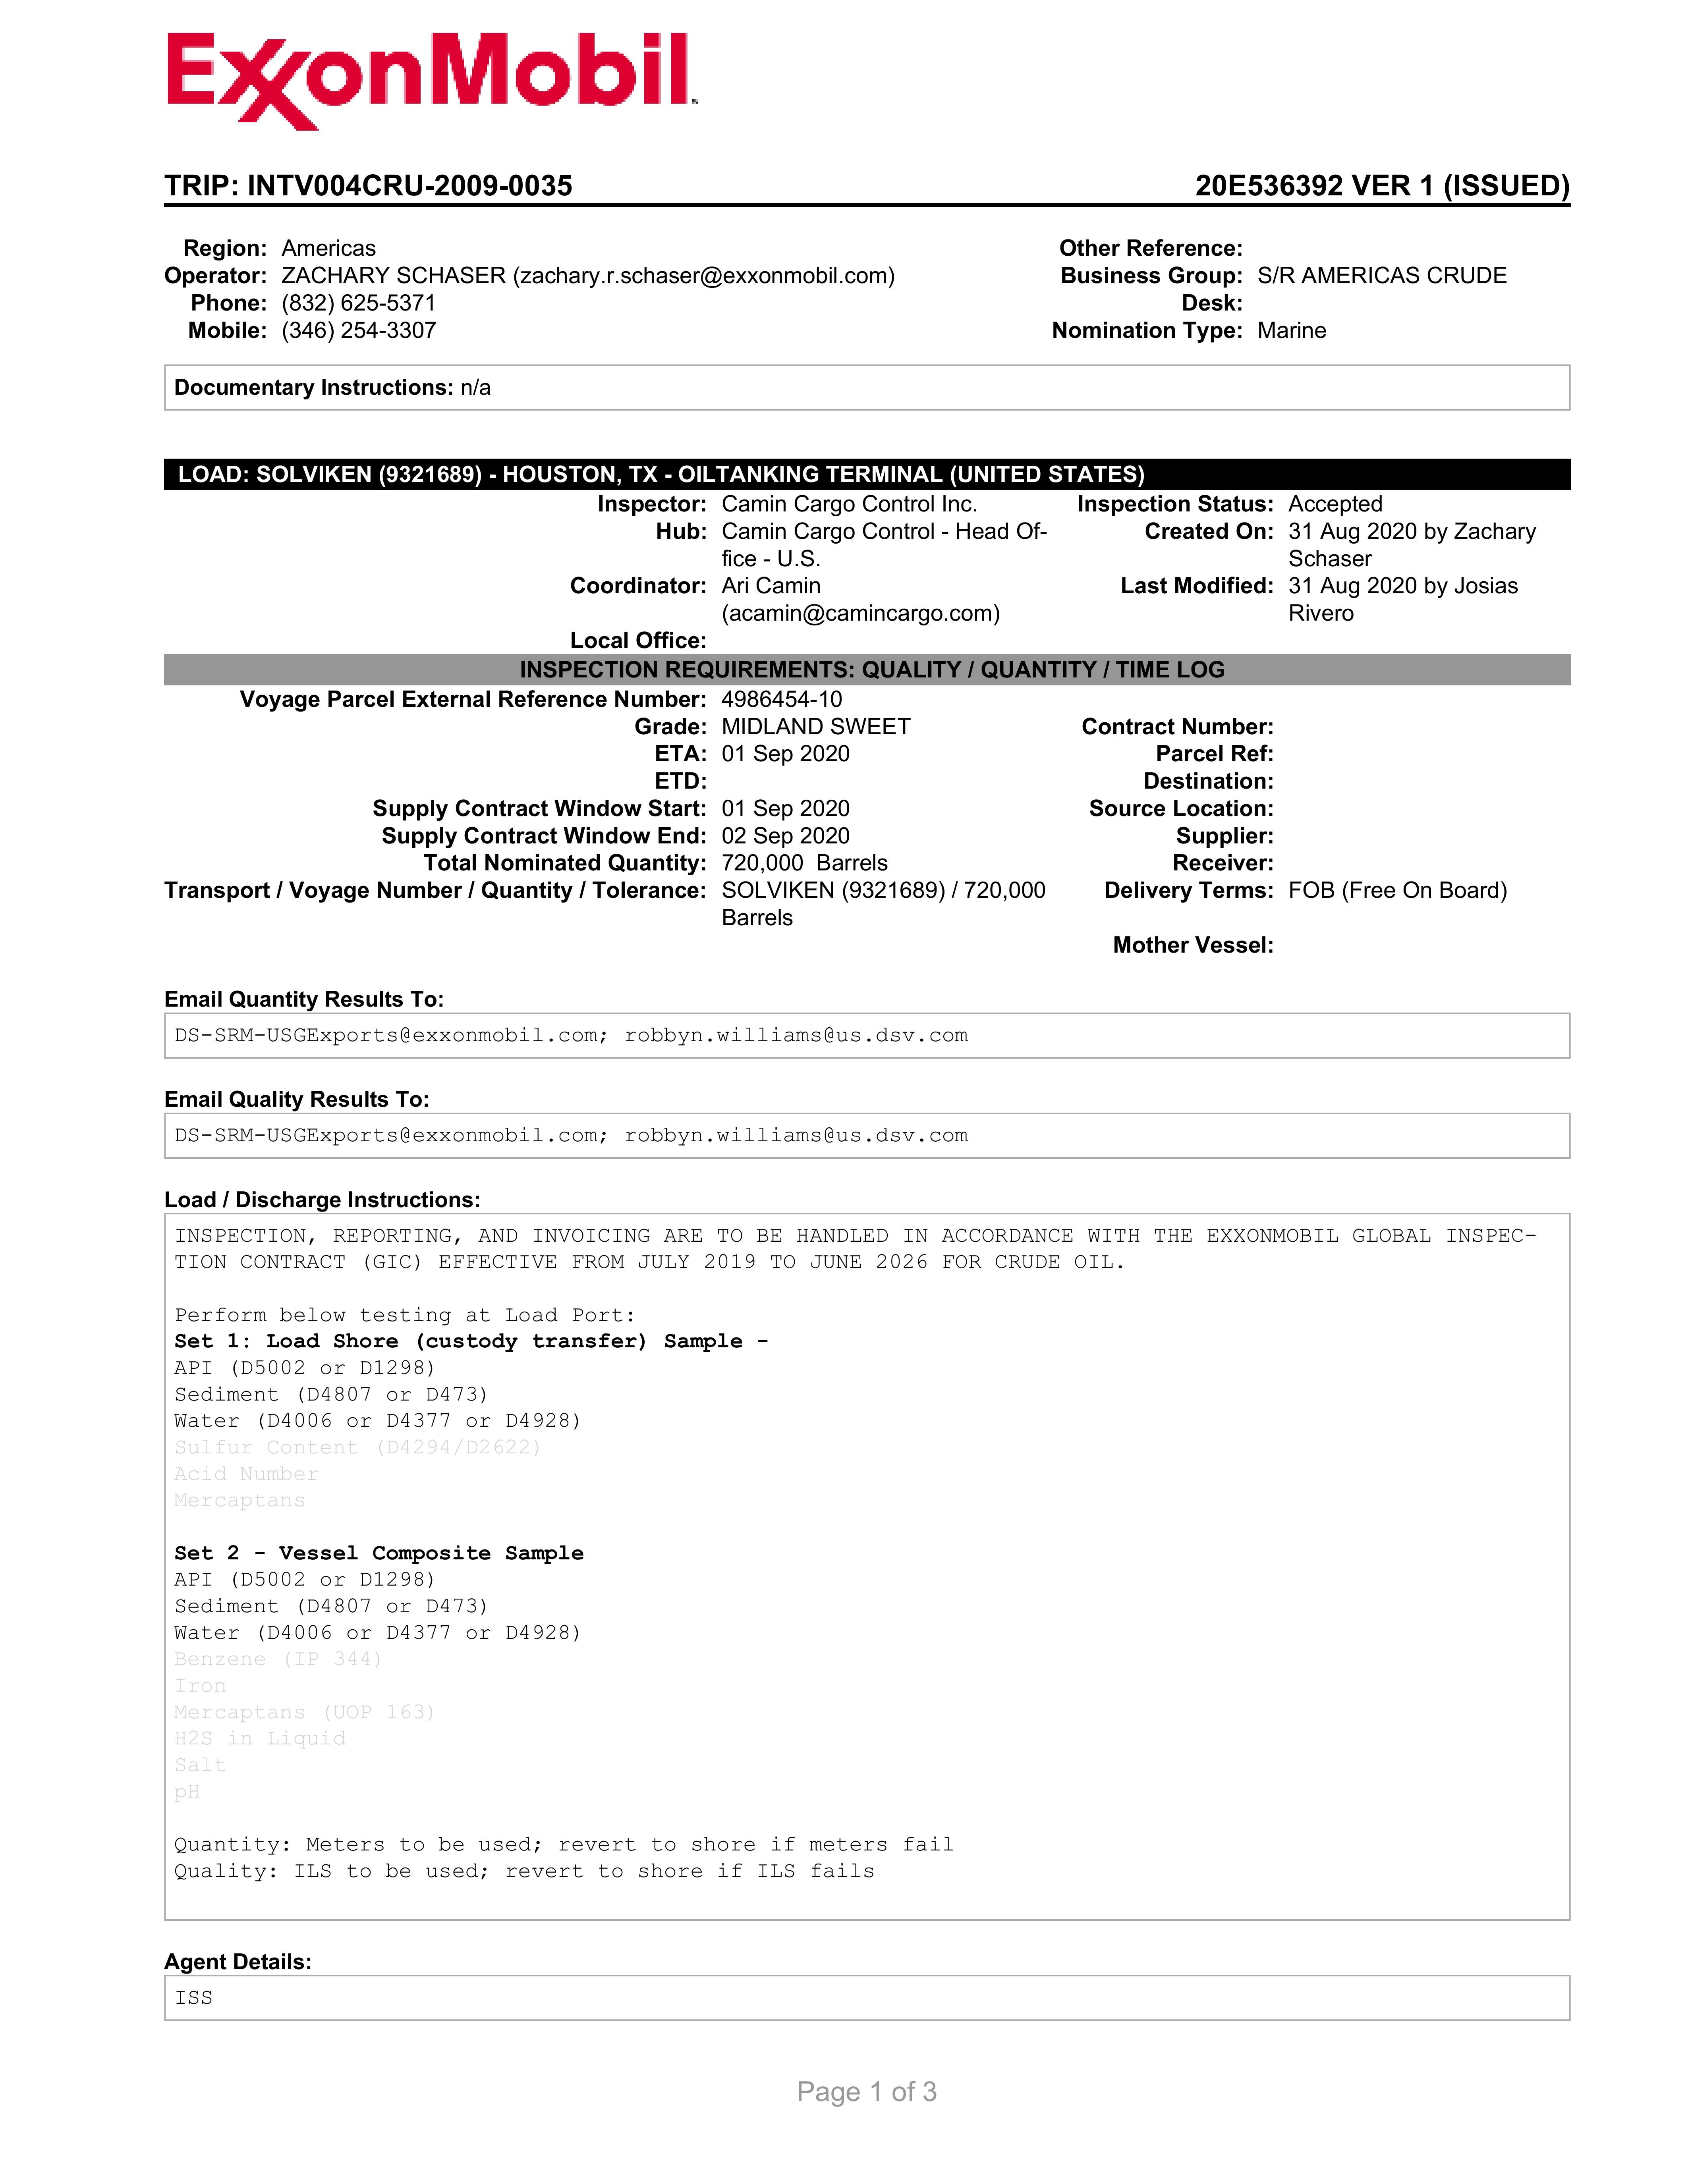 ExxonMobil
TRIP: INTV004CRU-2009-0035 20E536392 VER 1 (ISSUED)
Region: Americas Other Reference:
Operator: ZACHARY SCHASER (zachary.r.schaser@exxonmobil.com) Business Group: S/R AMERICAS CRUDE
Phone: (832) 625-5371 Desk:
Mobile: (346) 254-3307 Nomination Type: Marine
Documentary Instructions: n/a
LOAD: SOLVIKEN (9321689) - HOUSTON, TX - OILTANKING TERMINAL (UNITED STATES)
Inspector: Camin Cargo Control Inc. Inspection Status: Accepted
Hub: Camin Cargo Control - Head Of- Created On: 31 Aug 2020 by Zachary
fice - U.S. Schaser
Coordinator: Ari Camin Last Modified: 31 Aug 2020 by Josias
(acamin@camincargo.com) Rivero
Local Office:
INSPECTION REQUIREMENTS: QUALITY / QUANTITY / TIME LOG
Voyage Parcel External Reference Number: 4986454-10
Grade: MIDLAND SWEET Contract Number:
ETA: 01 Sep 2020 Parcel Ref:
ETD: Destination:
Supply Contract Window Start: 01 Sep 2020 Source Location:
Supply Contract Window End: 02 Sep 2020 Supplier:
Total Nominated Quantity: 720,000 Barrels Receiver:
Transport / Voyage Number / Quantity / Tolerance: SOLVIKEN (9321689) / 720,000 Delivery Terms: FOB (Free On Board)
Barrels
Mother Vessel:
Email Quantity Results To:
DS-SRM-USGExports@exxonmobil.com; robbyn.williams@us.dsv.com
Email Quality Results To:
DS-SRM-USGExports@exxonmobil.com; robbyn.williams@us.dsv.com
Load / Discharge Instructions:
INSPECTION, REPORTING, AND INVOICING ARE TO BE HANDLED IN ACCORDANCE WITH THE EXXONMOBIL GLOBAL INSPEC-
TION CONTRACT (GIC) EFFECTIVE FROM JULY 2019 TO JUNE 2026 FOR CRUDE OIL.
Perform below testing at Load Port:
Set 1: Load Shore (custody transfer) Sample -
API (D5002 or D1298)
Sediment (D4807 or D473)
Water (D4006 or D4377 or D4928)
Sulfur Content (D4294/D2622)
Acid Number
Mercaptans
Set 2 - Vessel Composite Sample
API (D5002 or D1298)
Sediment (D4807 or D473)
Water (D4006 or D4377 or D4928)
Benzene (IP 344)
Iron
Mercaptans (UOP 163)
H2S in Liquid
Salt
pH
Quantity: Meters to be used; revert to shore if meters fail
Quality: ILS to be used; revert to shore if ILS fails
Agent Details:
ISS
Page 1 of 3